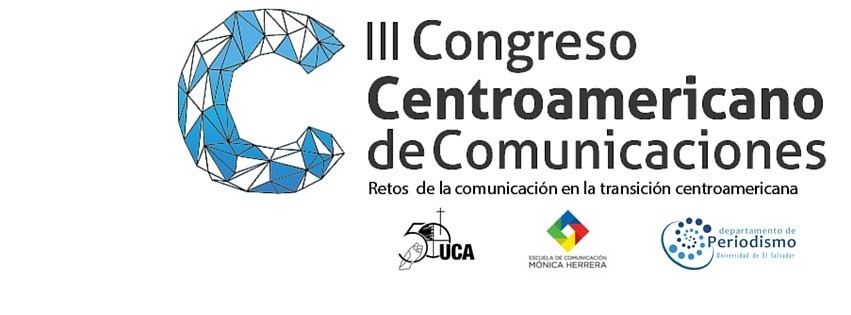 III Congreso
Centroamericano
de Comunicaciones
Retos de la comunicación en la transición centroamericana
50 UCA
ESCUELA DE COMUNICACIÓN
MÓNICA HERRERA
departamento de
Periodismo
Universidad de El Salvador